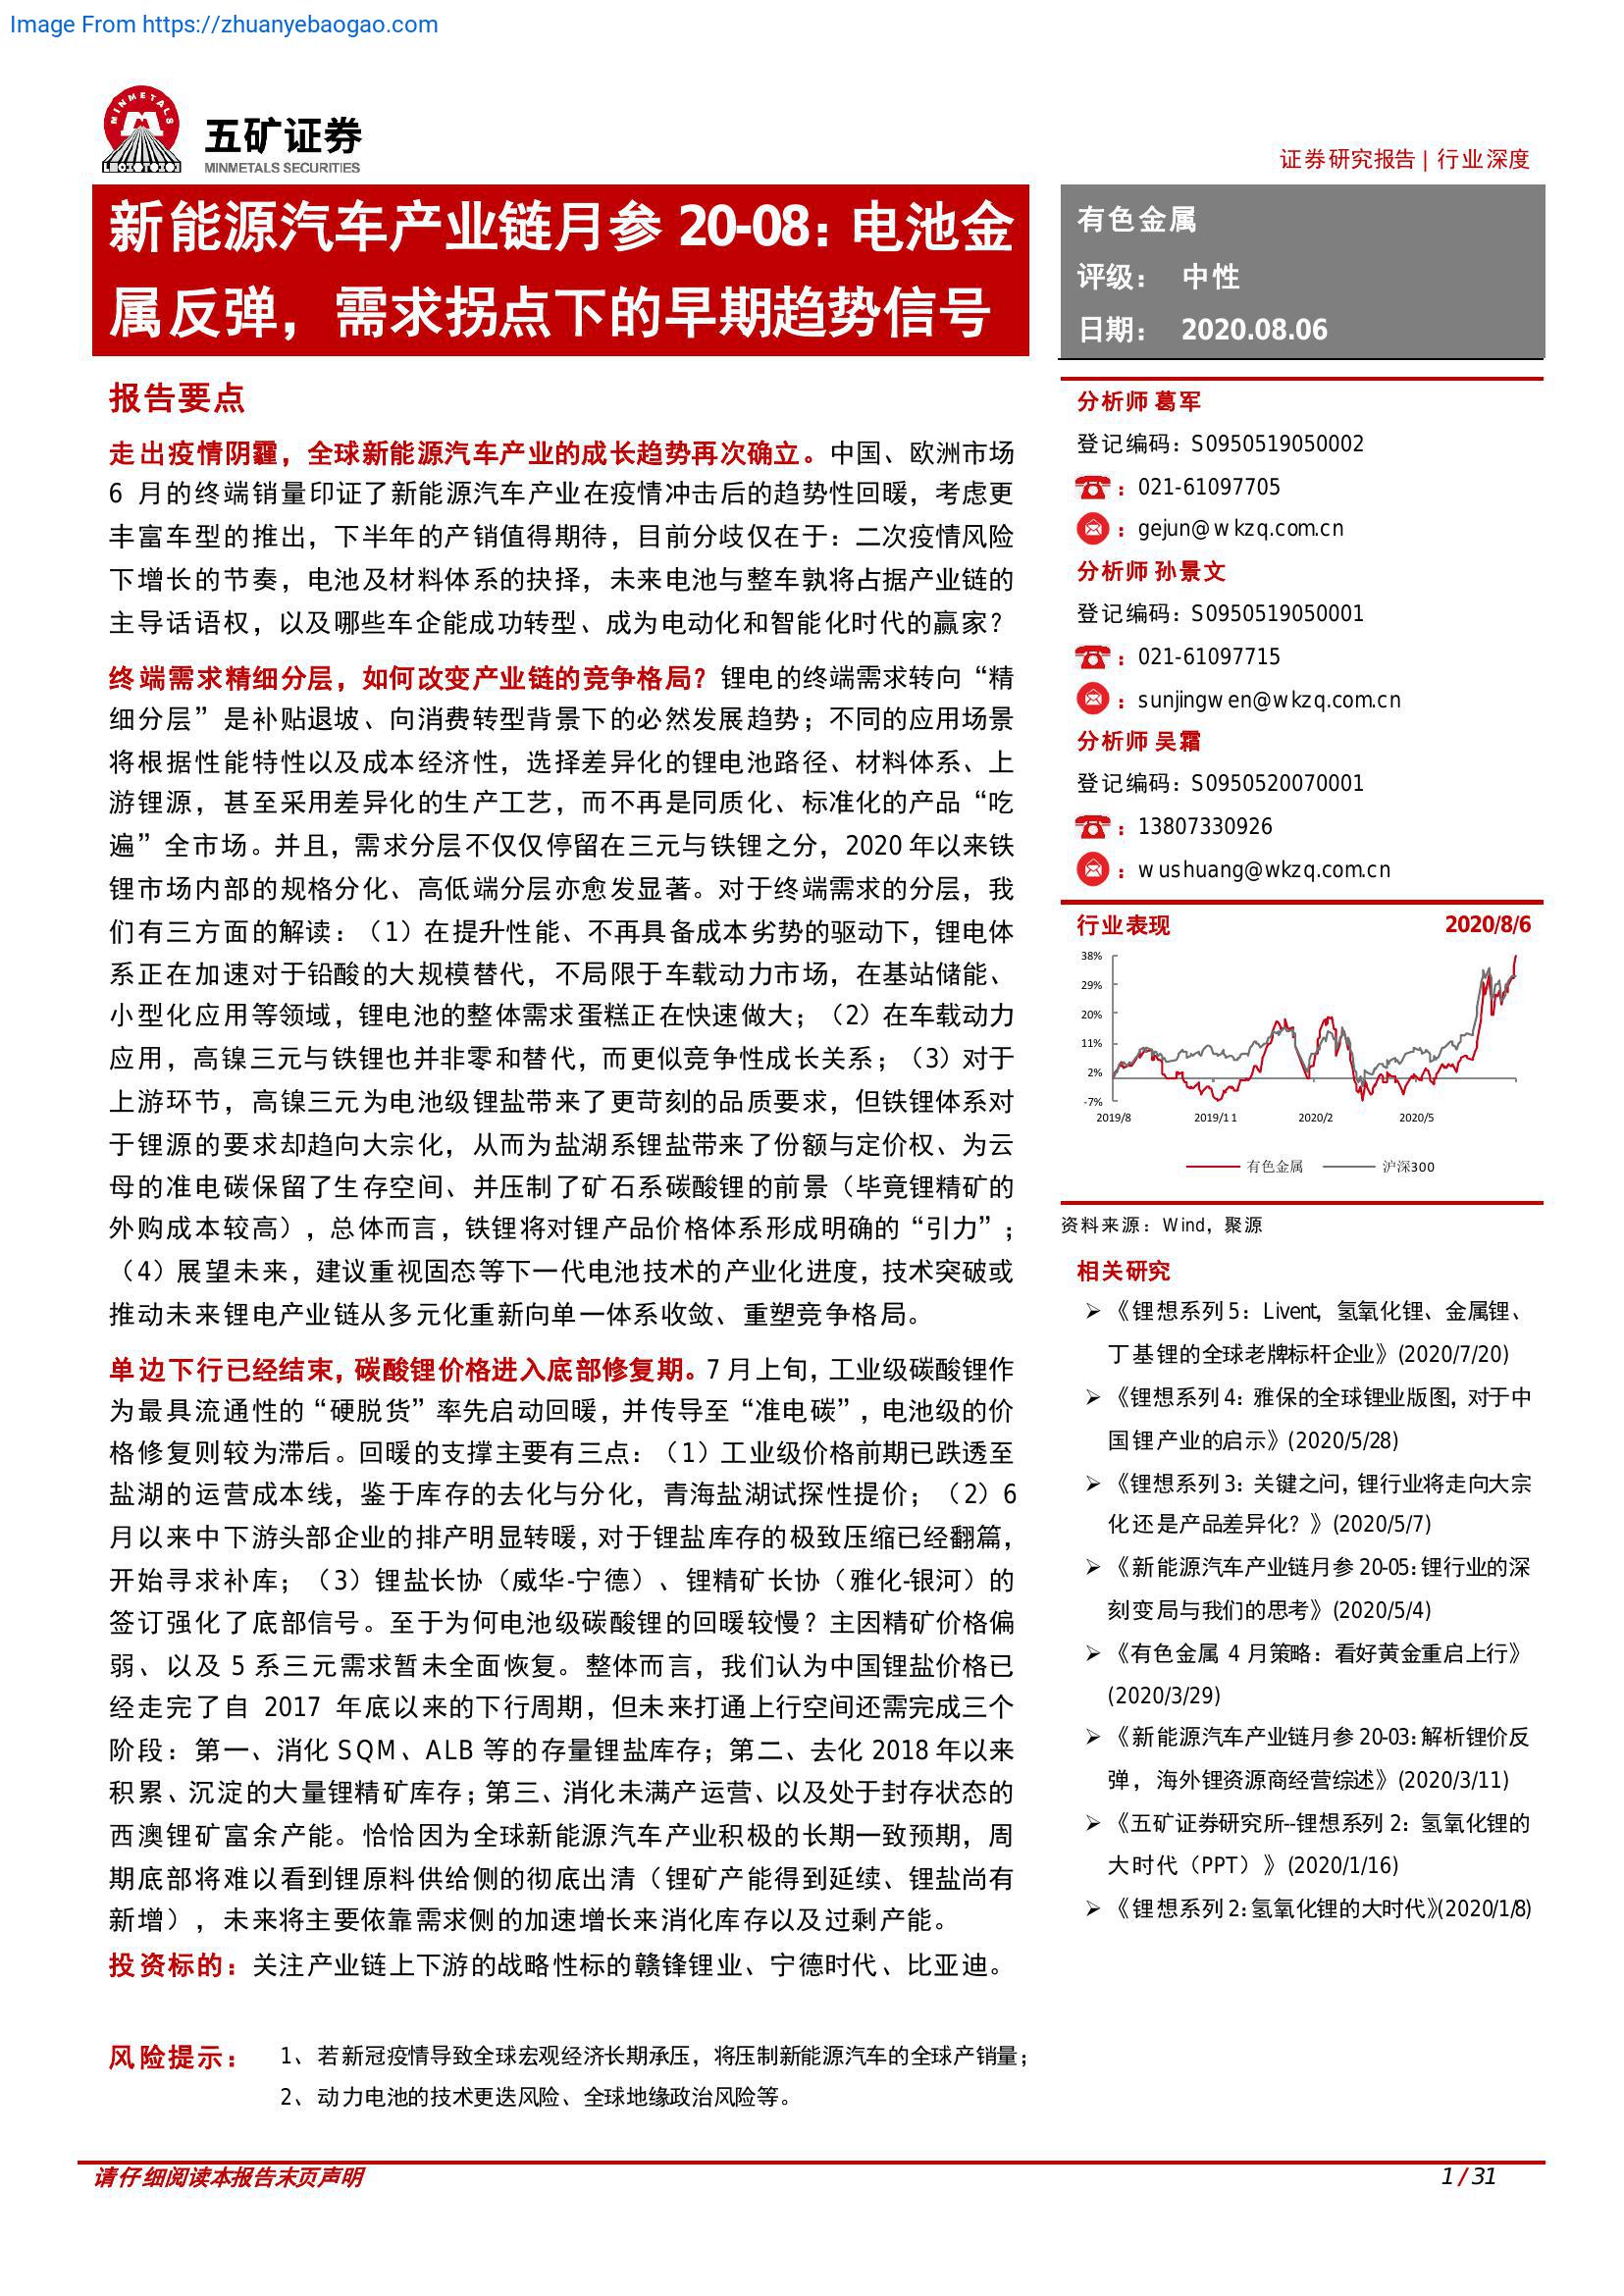 Image From https://zhuanyebaogao.com
MINMETALS
五矿证券
MINMETALS SECURITIES
证券研究报告 | 行业深度
新能源汽车产业链月参 20-08：电池金
属反弹，需求拐点下的早期趋势信号
有色金属
评级： 中性
日期： 2020.08.06
报告要点
走出疫情阴霾，全球新能源汽车产业的成长趋势再次确立。中国、欧洲市场
6 月的终端销量印证了新能源汽车产业在疫情冲击后的趋势性回暖，考虑更
丰富车型的推出，下半年的产销值得期待，目前分歧仅在于：二次疫情风险
下增长的节奏，电池及材料体系的抉择，未来电池与整车孰将占据产业链的
主导话语权，以及哪些车企能成功转型、成为电动化和智能化时代的赢家？
终端需求精细分层，如何改变产业链的竞争格局？锂电的终端需求转向“精
细分层”是补贴退坡、向消费转型背景下的必然发展趋势；不同的应用场景
将根据性能特性以及成本经济性，选择差异化的锂电池路径、材料体系、上
游锂源，甚至采用差异化的生产工艺，而不再是同质化、标准化的产品“吃
遍”全市场。并且，需求分层不仅仅停留在三元与铁锂之分，2020 年以来铁
锂市场内部的规格分化、高低端分层亦愈发显著。对于终端需求的分层，我
们有三方面的解读：（1）在提升性能、不再具备成本劣势的驱动下，锂电体
系正在加速对于铅酸的大规模替代，不局限于车载动力市场，在基站储能、
小型化应用等领域，锂电池的整体需求蛋糕正在快速做大；（2）在车载动力
应用，高镍三元与铁锂也并非零和替代，而更似竞争性成长关系；（3）对于
上游环节，高镍三元为电池级锂盐带来了更苛刻的品质要求，但铁锂体系对
于锂源的要求却趋向大宗化，从而为盐湖系锂盐带来了份额与定价权、为云
母的准电碳保留了生存空间、并压制了矿石系碳酸锂的前景（毕竟锂精矿的
外购成本较高），总体而言，铁锂将对锂产品价格体系形成明确的“引力”；
（4）展望未来，建议重视固态等下一代电池技术的产业化进度，技术突破或
推动未来锂电产业链从多元化重新向单一体系收敛、重塑竞争格局。
单边下行已经结束，碳酸锂价格进入底部修复期。7 月上旬，工业级碳酸锂作
为最具流通性的“硬脱货”率先启动回暖，并传导至“准电碳”，电池级的价
格修复则较为滞后。回暖的支撑主要有三点：（1）工业级价格前期已跌透至
盐湖的运营成本线，鉴于库存的去化与分化，青海盐湖试探性提价；（2）6
月以来中下游头部企业的排产明显转暖，对于锂盐库存的极致压缩已经翻篇，
开始寻求补库；（3）锂盐长协（威华-宁德）、锂精矿长协（雅化-银河）的
签订强化了底部信号。至于为何电池级碳酸锂的回暖较慢？主因精矿价格偏
弱、以及 5 系三元需求暂未全面恢复。整体而言，我们认为中国锂盐价格已
经走完了自 2017 年底以来的下行周期，但未来打通上行空间还需完成三个
阶段：第一、消化 SQM、ALB 等的存量锂盐库存；第二、去化 2018 年以来
积累、沉淀的大量锂精矿库存；第三、消化未满产运营、以及处于封存状态的
西澳锂矿富余产能。恰恰因为全球新能源汽车产业积极的长期一致预期，周
期底部将难以看到锂原料供给侧的彻底出清（锂矿产能得到延续、锂盐尚有
新增），未来将主要依靠需求侧的加速增长来消化库存以及过剩产能。
投资标的：关注产业链上下游的战略性标的赣锋锂业、宁德时代、比亚迪。
风险提示： 1、若新冠疫情导致全球宏观经济长期承压，将压制新能源汽车的全球产销量；
2、动力电池的技术更迭风险、全球地缘政治风险等。
分析师 葛军
登记编码：S0950519050002
：021-61097705
：gejun@wkzq.com.cn
分析师 孙景文
登记编码：S0950519050001
：021-61097715
：sunjingwen@wkzq.com.cn
分析师 吴霜
登记编码：S0950520070001
：13807330926
：wushuang@wkzq.com.cn
行业表现 2020/8/6
38%
29%
20%
11%
2%
-7%
2019/8 2019/11 2020/2 2020/5
有色金属 沪深300
资料来源：Wind，聚源
相关研究
《锂想系列 5：Livent，氢氧化锂、金属锂、
丁基锂的全球老牌标杆企业》(2020/7/20)
《锂想系列 4：雅保的全球锂业版图，对于中
国锂产业的启示》(2020/5/28)
《锂想系列 3：关键之问，锂行业将走向大宗
化还是产品差异化？》(2020/5/7)
《新能源汽车产业链月参 20-05：锂行业的深
刻变局与我们的思考》(2020/5/4)
《有色金属 4 月策略：看好黄金重启上行》
(2020/3/29)
《新能源汽车产业链月参 20-03：解析锂价反
弹，海外锂资源商经营综述》(2020/3/11)
《五矿证券研究所--锂想系列 2：氢氧化锂的
大时代（PPT）》(2020/1/16)
《锂想系列 2：氢氧化锂的大时代》(2020/1/8)
请仔细阅读本报告末页声明
1 / 31